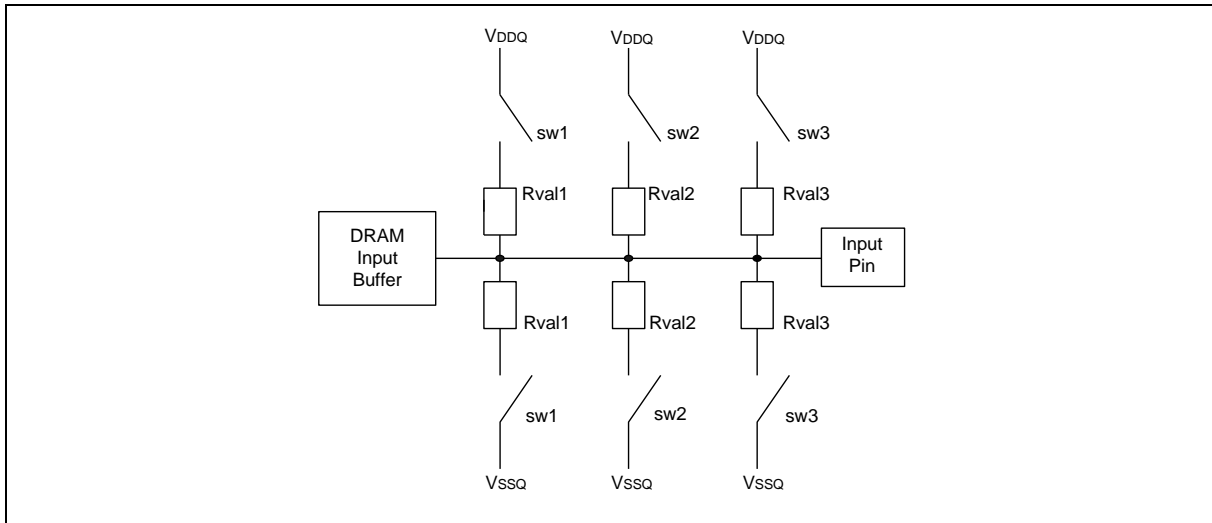 VDDQ VDDQ VDDQ
sw1 sw2 sw3
Rval1 Rval2 Rval3
DRAM
Input
Buffer
Input
Pin
Rval1 Rval2 Rval3
sw1 sw2 sw3
VSSQ VSSQ VSSQ